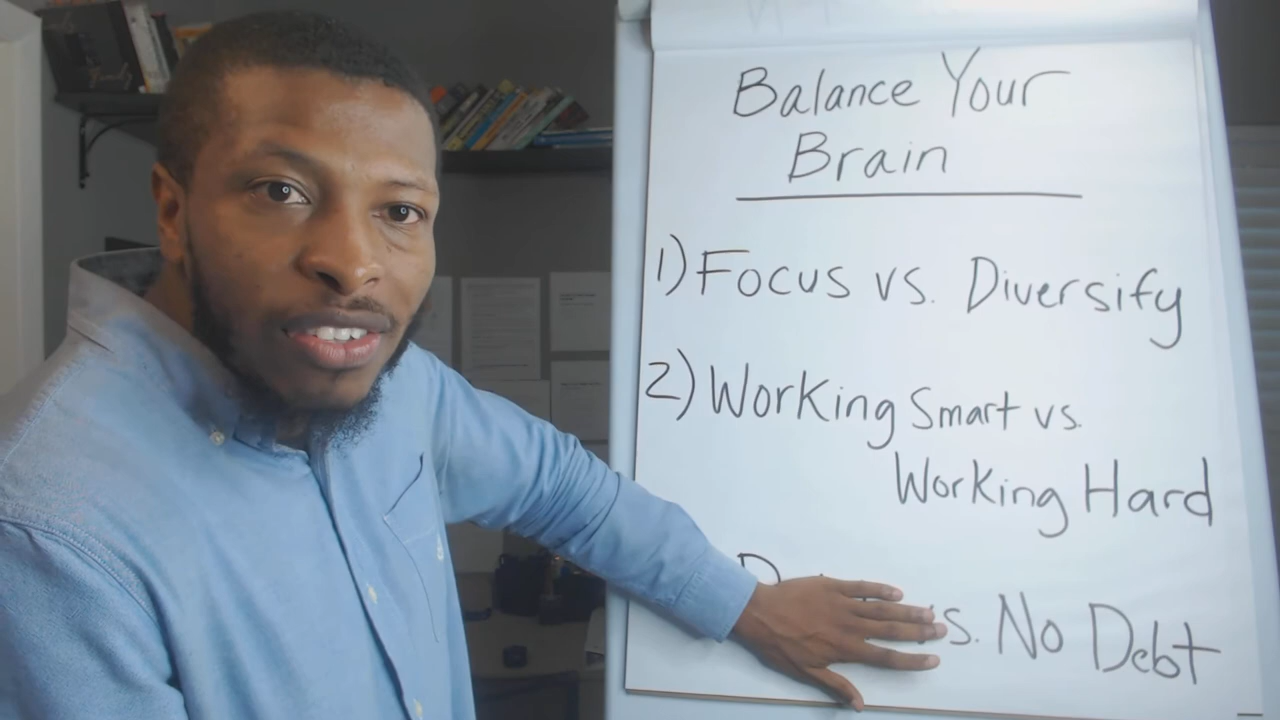 Balance Your
Brain
1) Focus vs. Diversify
2) Working Smart vs.
Working Hard
No Debt